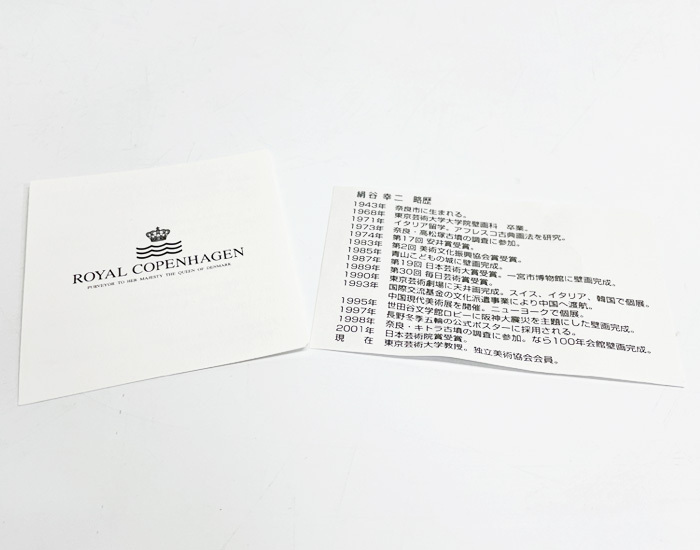 ROYAL COPENHAGEN
PURVEYOR TO HER MAJESTY THE QUEEN OF DENMARK
絹谷 幸二 略歴
1943年 奈良市に生まれる。
1968年 東京芸術大学大学院壁画科 卒業。
1971年 イタリア留学。アフレスコ古典画法を研究。
1973年 奈良・高松塚古墳の調査に参加。
1974年 第17回 安井賞受賞。
1983年 第2回 美術文化振興協会賞受賞。
1985年 青山こどもの城に壁画完成。
1987年 第19回 日本芸術大賞受賞。一宮市博物館に壁画完成。
1989年 第30回 毎日芸術賞受賞。
1990年 東京芸術劇場に天井画完成。スイス、イタリア、韓国で個展。
1993年 国際交流基金の文化派遣事業により中国へ渡航。
中国現代美術展を開催。ニューヨークで個展。
1995年 世田谷文学館ロビーに阪神大震災を主題にした壁画完成。
1997年 長野冬季五輪の公式ポスターに採用される。
1998年 奈良・キトラ古墳の調査に参加。なら100年会館壁画完成。
2001年 日本芸術院賞受賞。
現 在 東京芸術大学教授。独立美術協会会員。